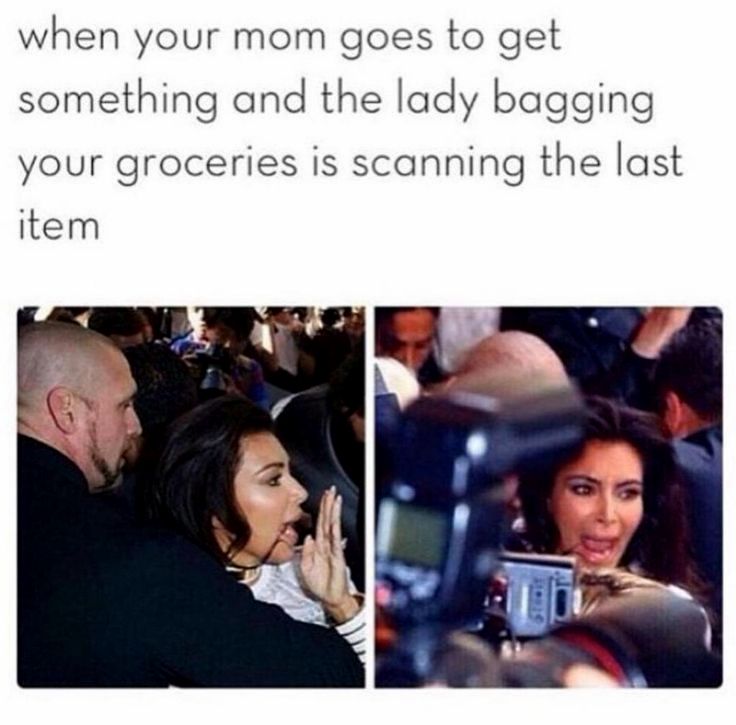 when your mom goes to get
something and the lady bagging
your groceries is scanning the last
item